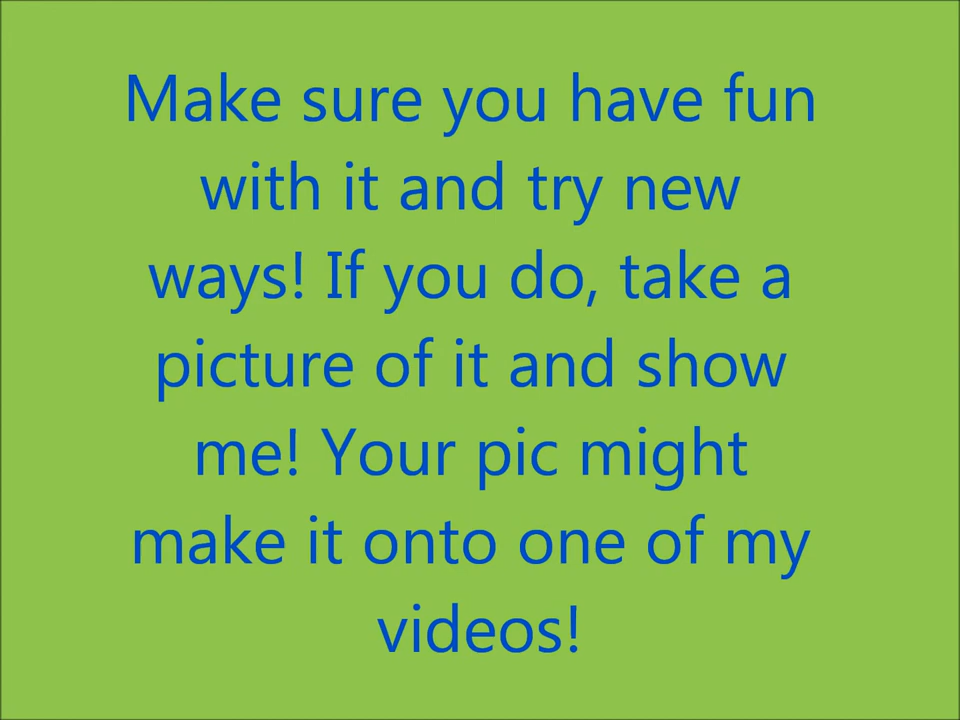 Make sure you have fun
with it and try new
ways! If you do, take a
picture of it and show
me! Your pic might
make it onto one of my
videos!